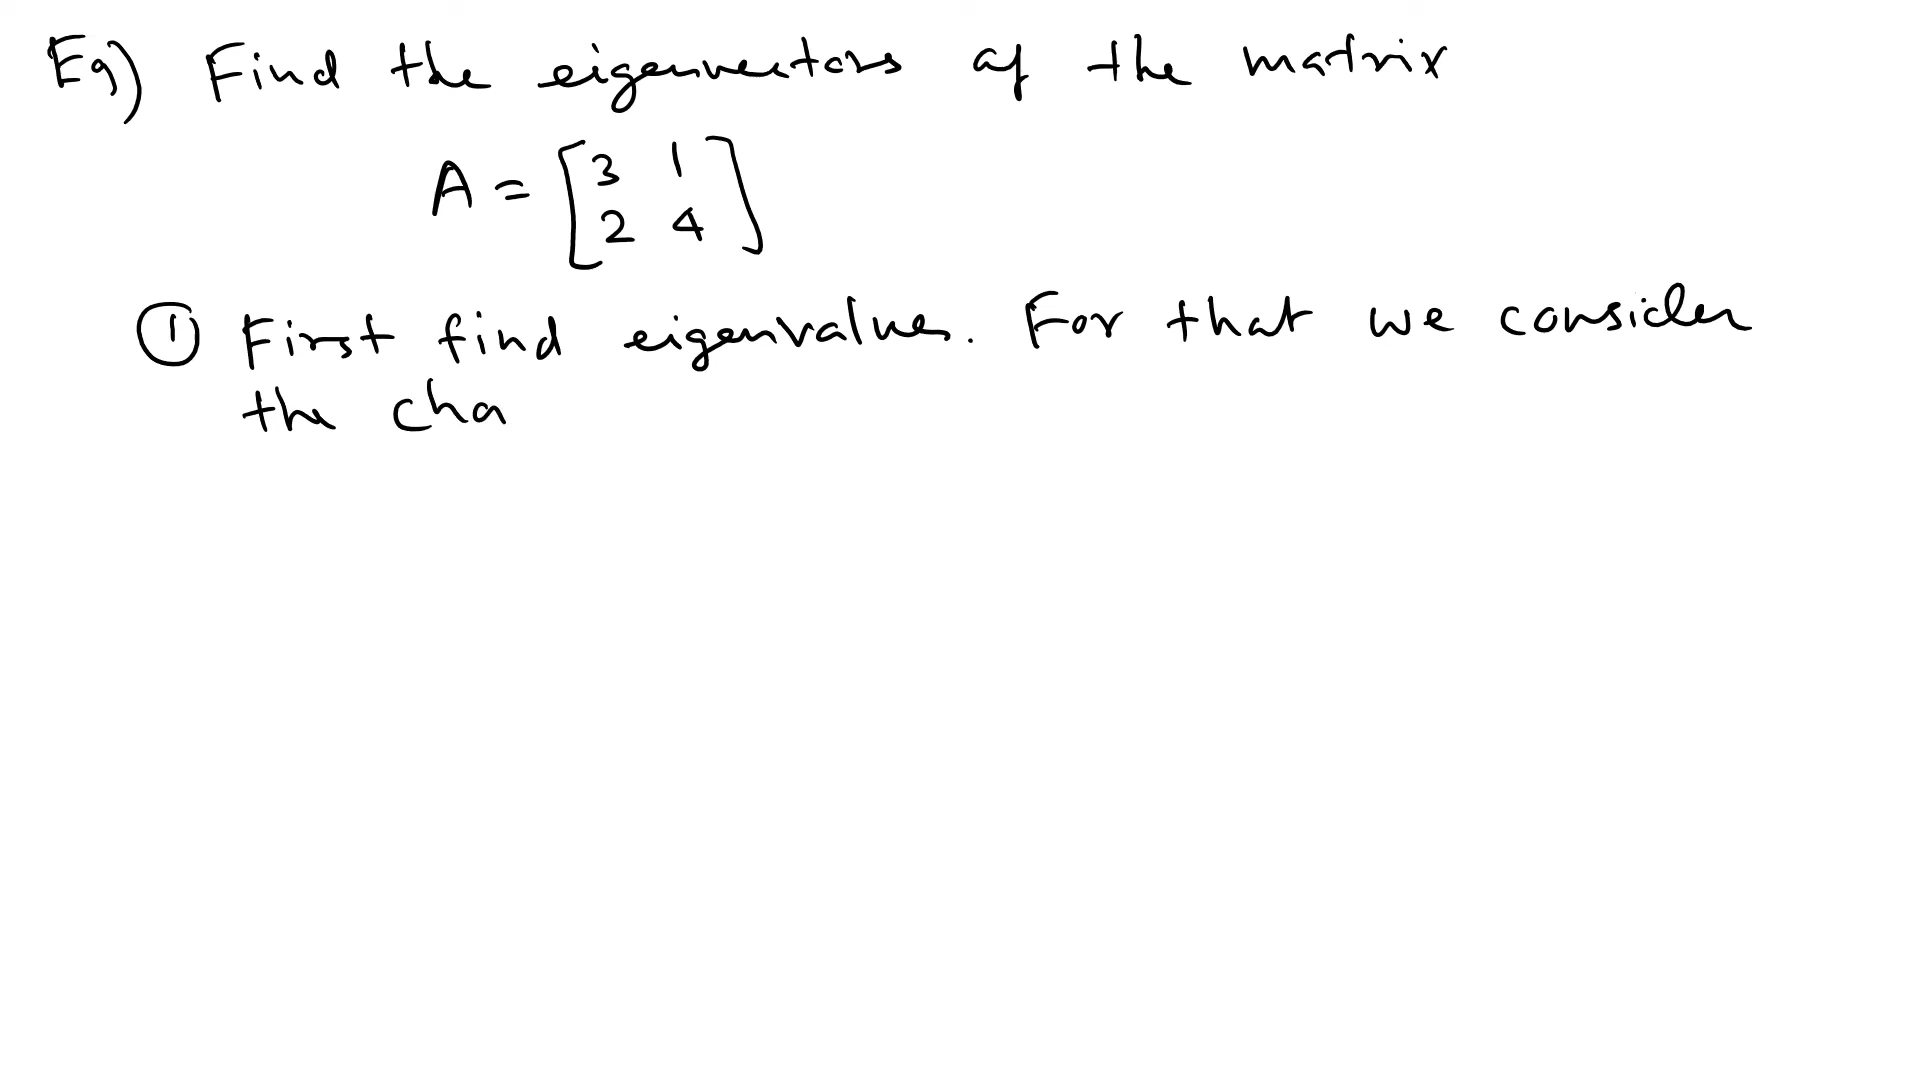 Eg) Find the eigenvectors of the matrix
A = [3 1
2 4]
① First find eigenvalues. For that we consider
the cha